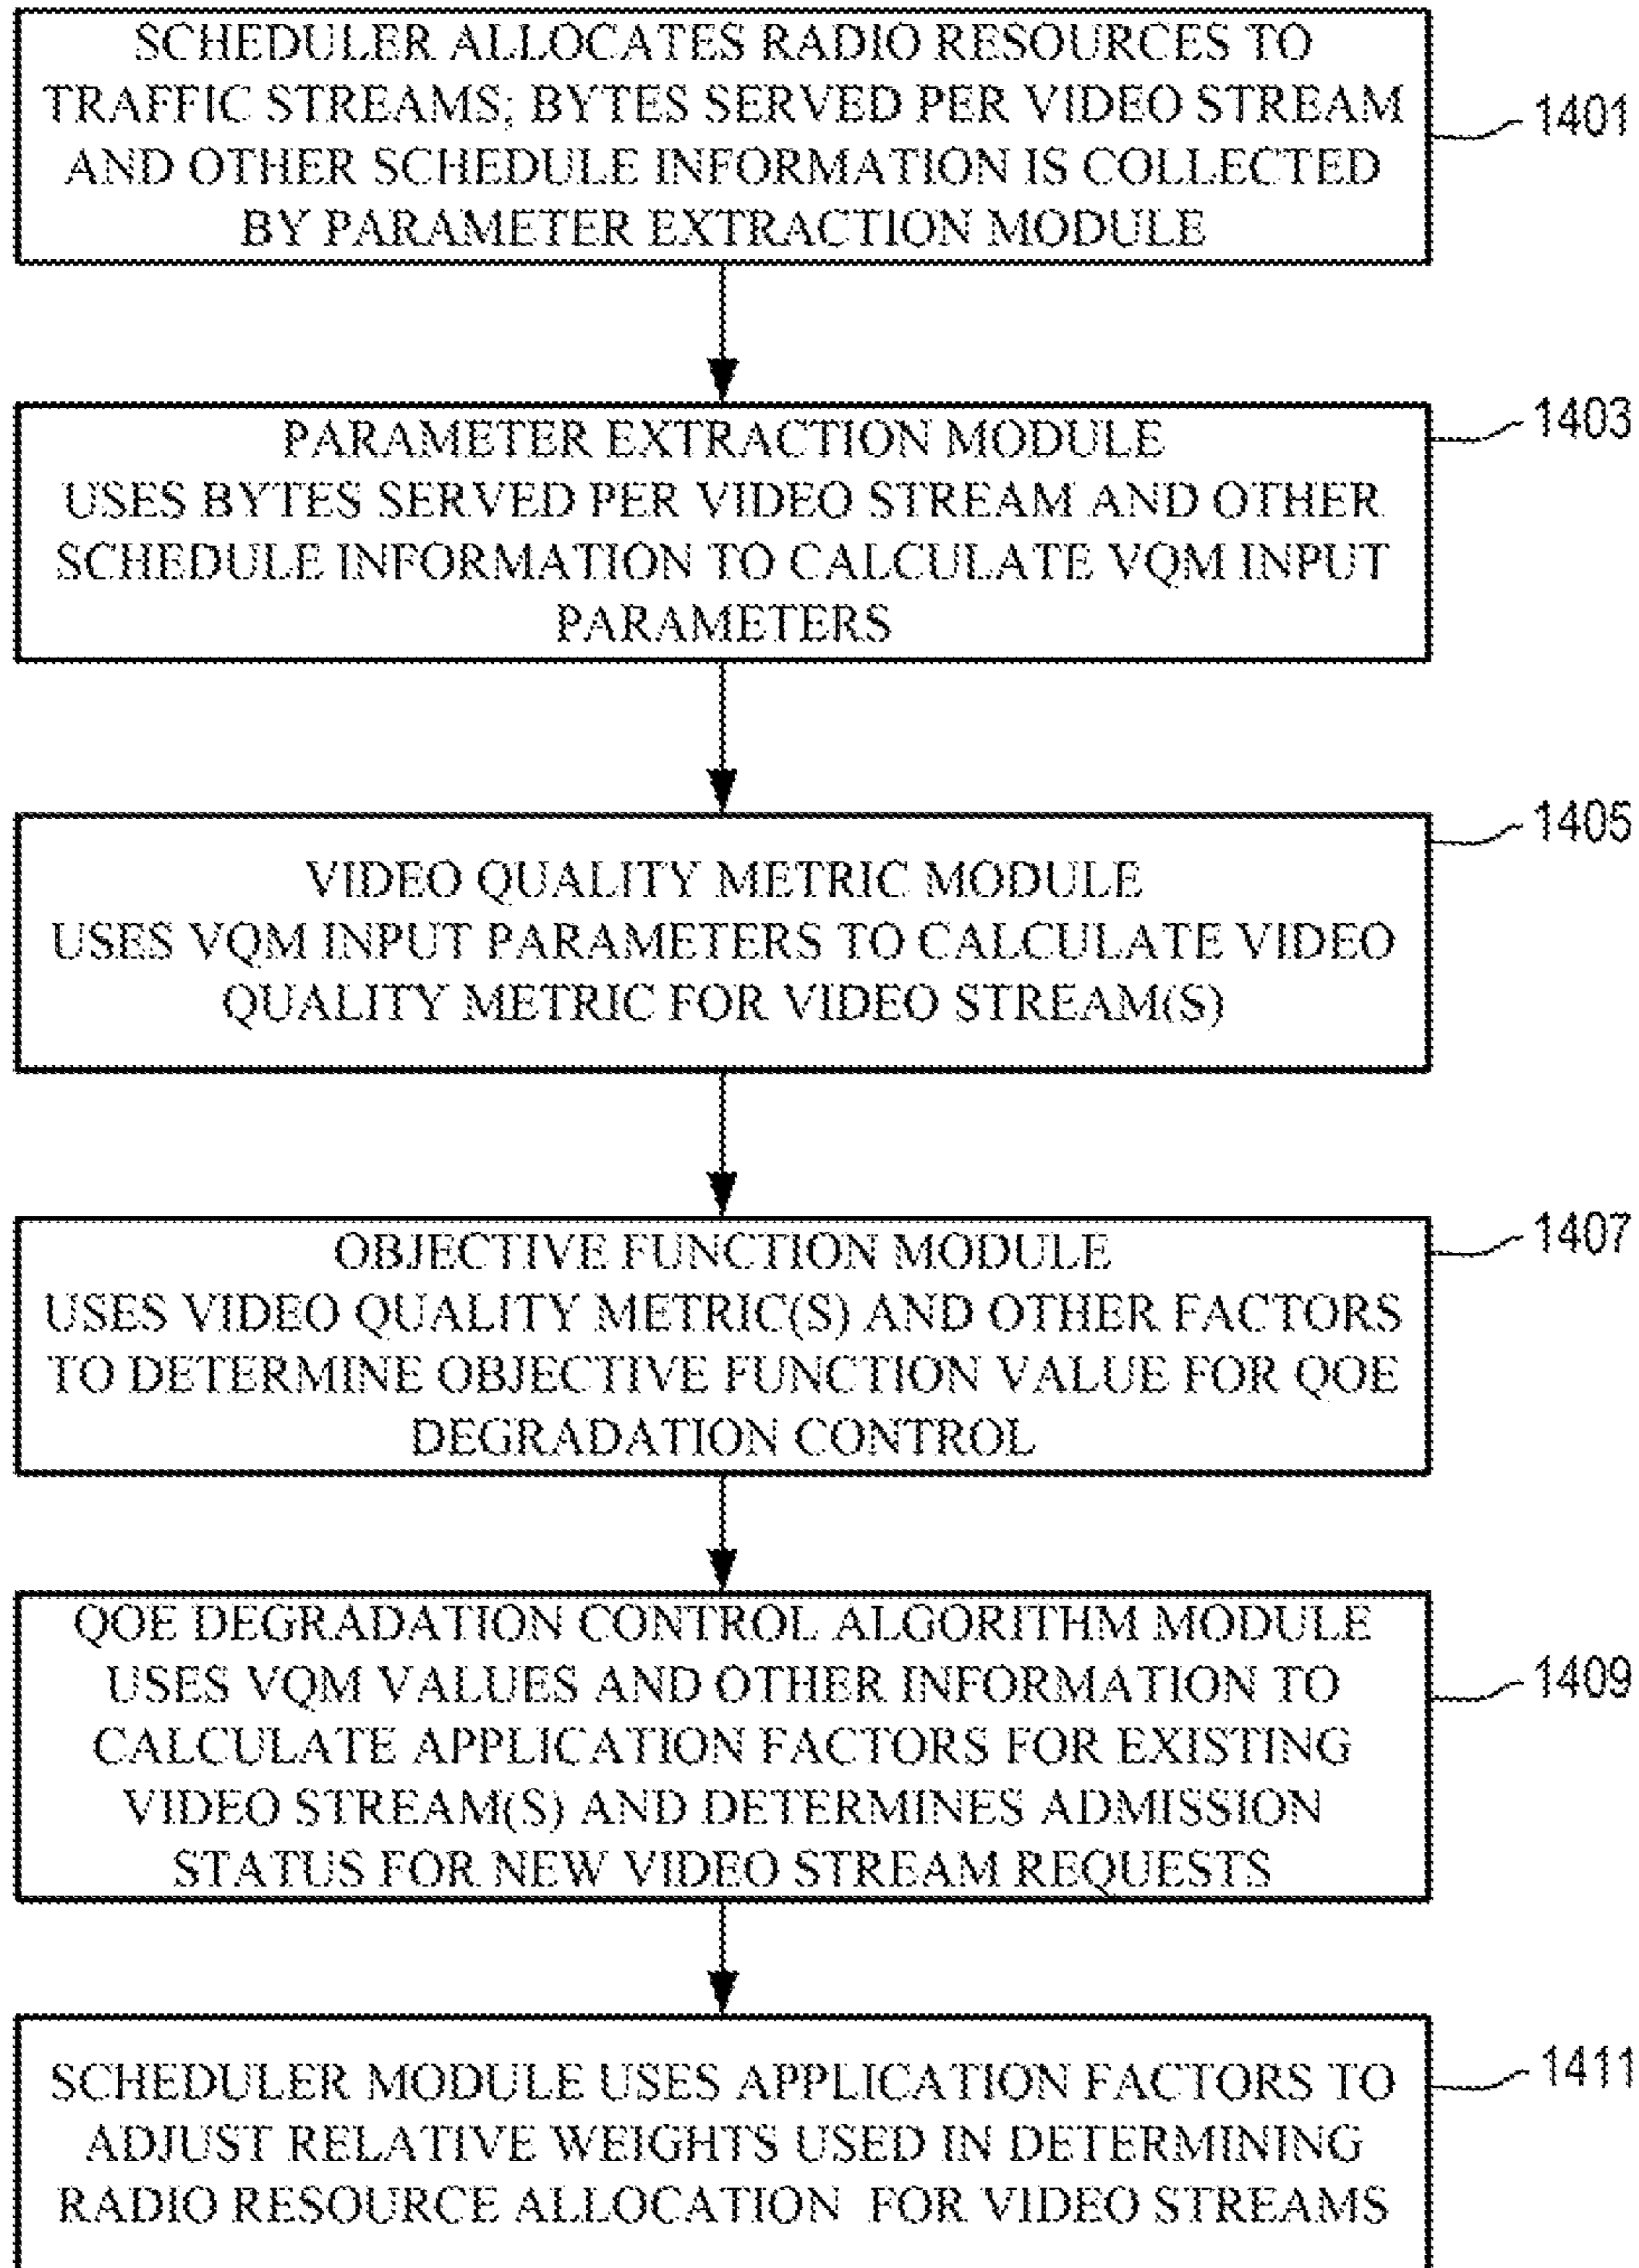 SCHEDULER ALLOCATES RADIO RESOURCES TO
TRAFFIC STREAMS; BYTES SERVED PER VIDEO STREAM
AND OTHER SCHEDULE INFORMATION IS COLLECTED
BY PARAMETER EXTRACTION MODULE
1401
PARAMETER EXTRACTION MODULE
USES BYTES SERVED PER VIDEO STREAM AND OTHER
SCHEDULE INFORMATION TO CALCULATE VQM INPUT
PARAMETERS
1403
VIDEO QUALITY METRIC MODULE
USES VQM INPUT PARAMETERS TO CALCULATE VIDEO
QUALITY METRIC FOR VIDEO STREAM(S)
1405
OBJECTIVE FUNCTION MODULE
USES VIDEO QUALITY METRIC(S) AND OTHER FACTORS
TO DETERMINE OBJECTIVE FUNCTION VALUE FOR QOE
DEGRADATION CONTROL
1407
QOE DEGRADATION CONTROL ALGORITHM MODULE
USES VQM VALUES AND OTHER INFORMATION TO
CALCULATE APPLICATION FACTORS FOR EXISTING
VIDEO STREAM(S) AND DETERMINES ADMISSION
STATUS FOR NEW VIDEO STREAM REQUESTS
1409
SCHEDULER MODULE USES APPLICATION FACTORS TO
ADJUST RELATIVE WEIGHTS USED IN DETERMINING
RADIO RESOURCE ALLOCATION FOR VIDEO STREAMS
1411